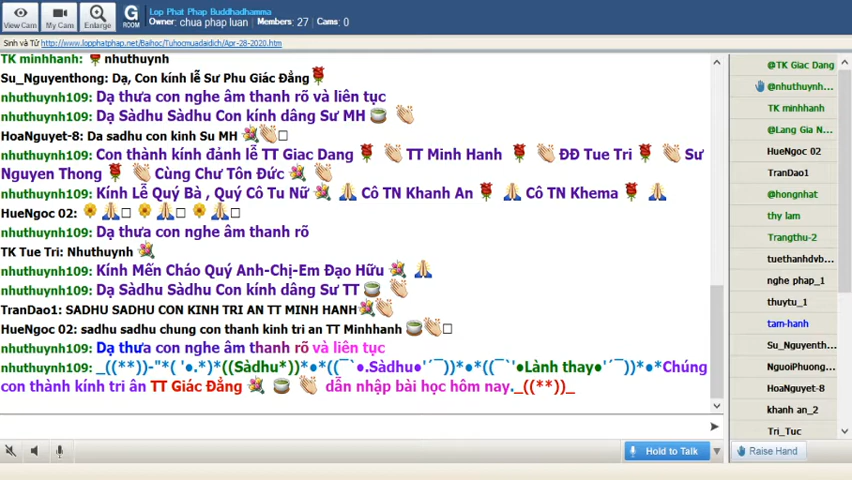 View Cam
My Cam
Enlarge
G
ROOM
Lop Phat Phap Buddhadhamma
Owner: chua phap luan Members: 27 Cams: 0
Sinh và Tử http://www.lopphatphap.net/Baihoc/Tuhocmuadaidich/Apr-28-2020.htm
TK minhhanh: nhuthuynh
Su_Nguyenthong: Dạ, Con kính lễ Sư Phu Giác Đẳng
nhuthuynh109: Dạ thưa con nghe âm thanh rõ và liên tục
nhuthuynh109: Dạ Sàdhu Sàdhu Con kính dâng Sư MH
HoaNguyet-8: Da sadhu con kinh Su MH
nhuthuynh109: Con thành kính đảnh lễ TT Giac Dang TT Minh Hanh ĐĐ Tue Tri Sư
Nguyen Thong Cùng Chư Tôn Đức
nhuthuynh109: Kính Lễ Quý Bà , Quý Cô Tu Nữ Cô TN Khanh An Cô TN Khema
HueNgoc 02:
nhuthuynh109: Dạ thưa con nghe âm thanh rõ
TK Tue Tri: Nhuthuynh
nhuthuynh109: Kính Mến Cháo Quý Anh-Chị-Em Đạo Hữu
nhuthuynh109: Dạ Sàdhu Sàdhu Con kính dâng Sư TT
TranDao1: SADHU SADHU CON KINH TRI AN TT MINH HANH
HueNgoc 02: sadhu sadhu chung con thanh kinh tri an TT Minhhanh
nhuthuynh109: Dạ thưa con nghe âm thanh rõ và liên tục
nhuthuynh109: _((**))-"*( '●.*)*((Sàdhu*))*●*((¯`●.Sàdhu●'´¯))*●*((¯`'●Lành thay●'´¯))*●*Chúng
con thành kính tri ân TT Giác Đẳng dẫn nhập bài học hôm nay._((**))_
Hold to Talk
@TK Giac Dang
@nhuthuynh...
TK minhhanh
@Lang Gia N...
HueNgoc 02
TranDao1
@hongnhat
thy lam
Trangthu-2
tuethanhdvb...
nghe phap_1
thuytu_1
tam-hanh
Su_Nguyenth...
NguoiPhuong...
HoaNguyet-8
khanh an_2
Tri_Tuc
Raise Hand